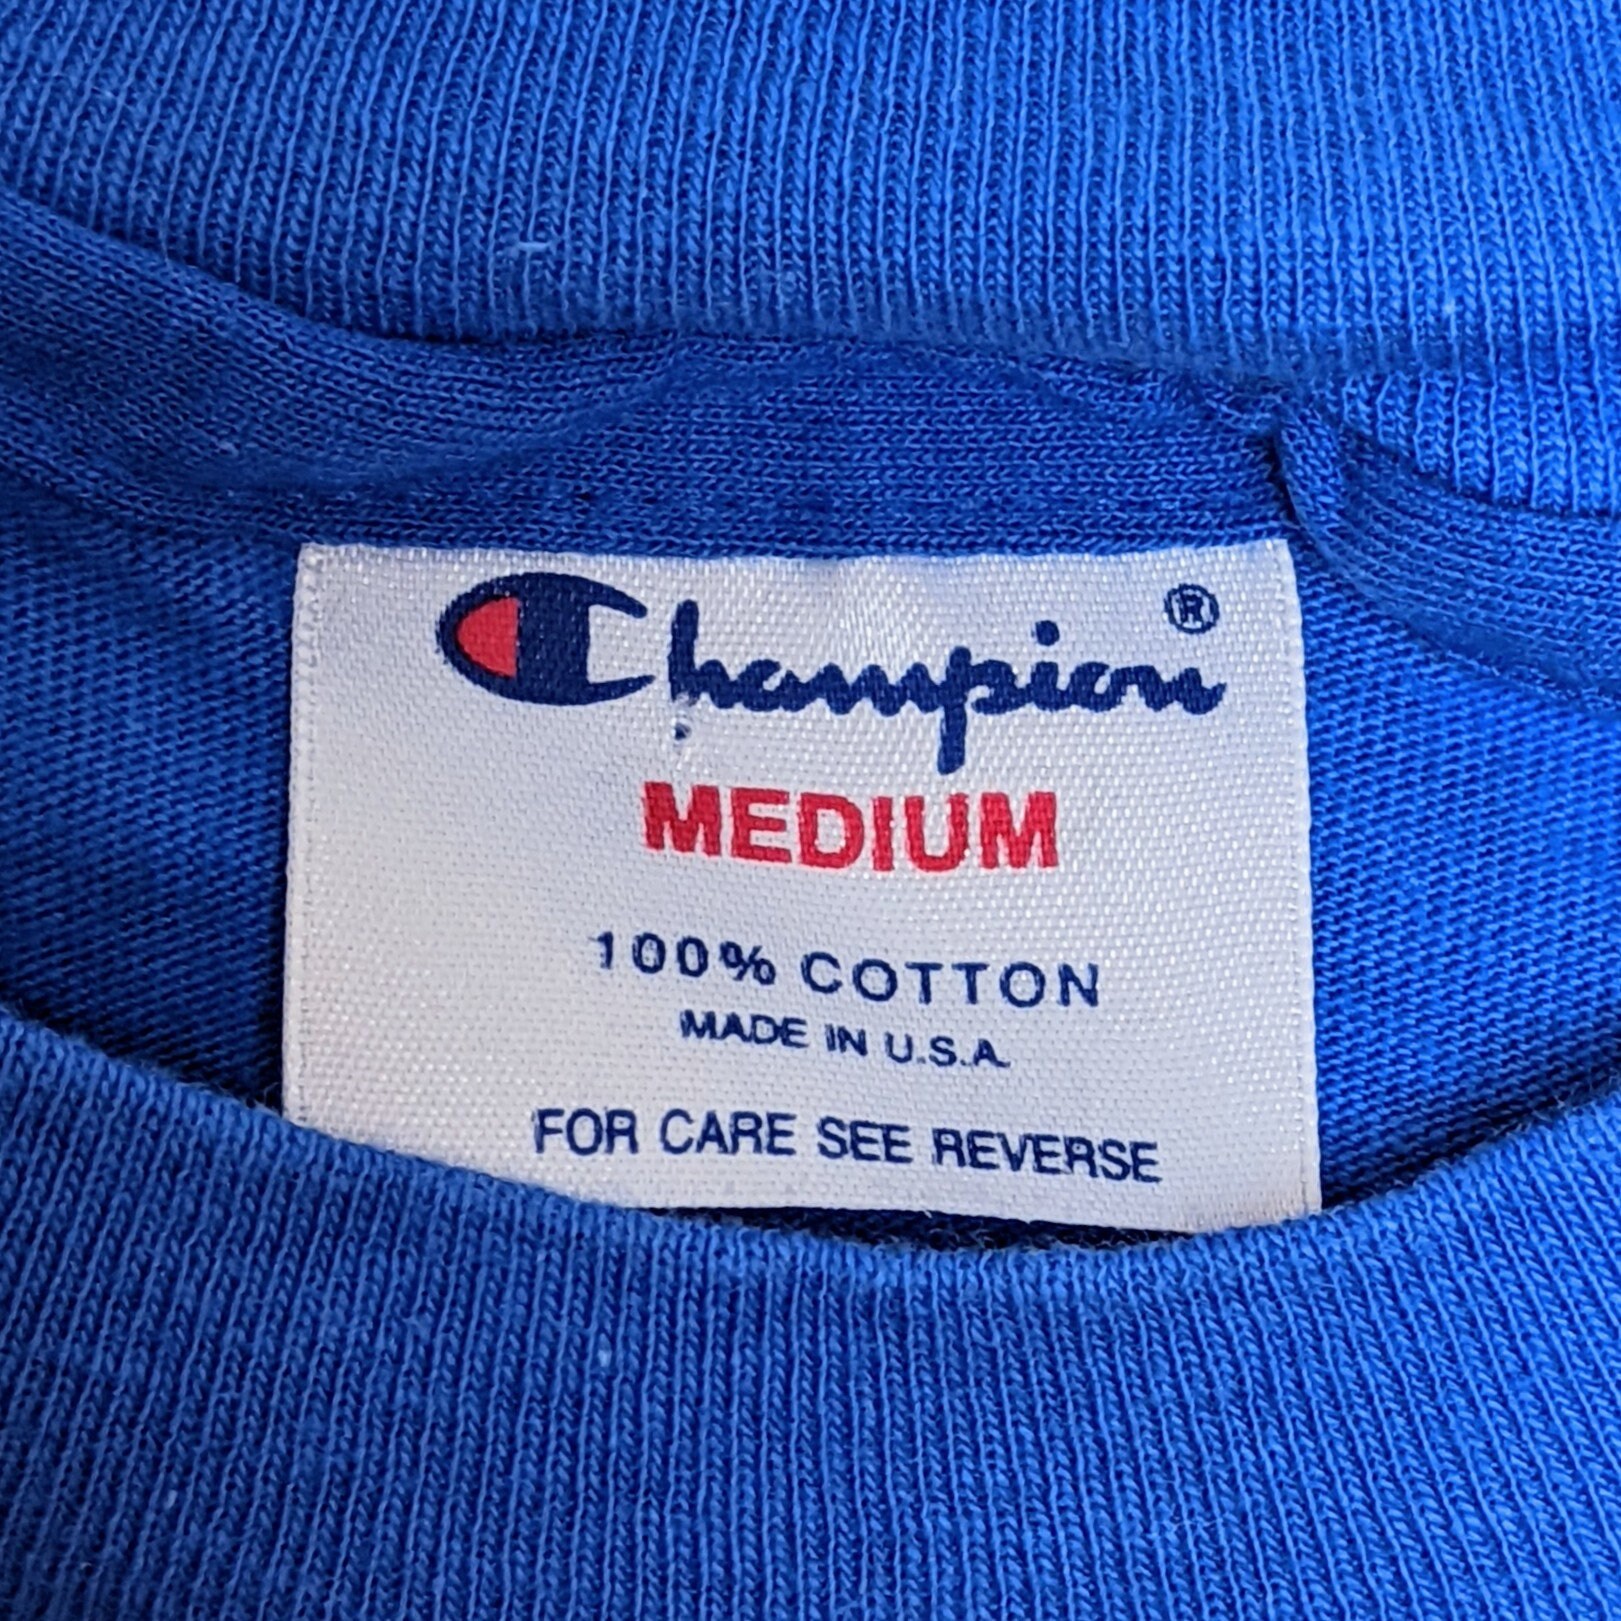 Champion®
MEDIUM
100% COTTON
MADE IN U.S.A.
FOR CARE SEE REVERSE